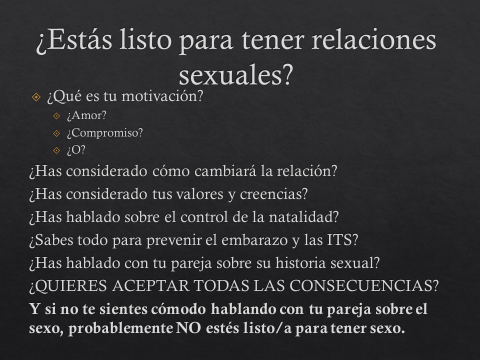 ¿Estás listo para tener relaciones
sexuales?
¿Qué es tu motivación?
¿Amor?
¿Compromiso?
¿O?
¿Has considerado cómo cambiará la relación?
¿Has considerado tus valores y creencias?
¿Has hablado sobre el control de la natalidad?
¿Sabes todo para prevenir el embarazo y las ITS?
¿Has hablado con tu pareja sobre su historia sexual?
¿QUIERES ACEPTAR TODAS LAS CONSECUENCIAS?
Y si no te sientes cómodo hablando con tu pareja sobre el
sexo, probablemente NO estés listo/a para tener sexo.